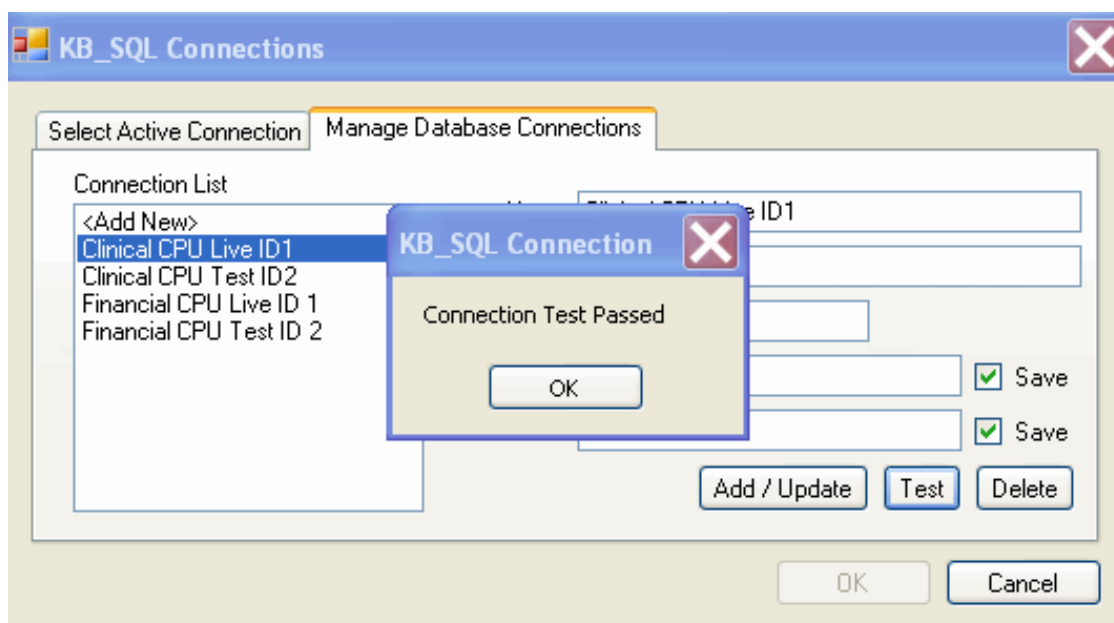 KB_SQL Connections
Select Active Connection
Manage Database Connections
Connection List
<Add New>
Clinical CPU Live ID1
Clinical CPU Test ID2
Financial CPU Live ID 1
Financial CPU Test ID 2
ID1
KB_SQL Connection
Connection Test Passed
OK
Save
Save
Add / Update
Test
Delete
OK
Cancel